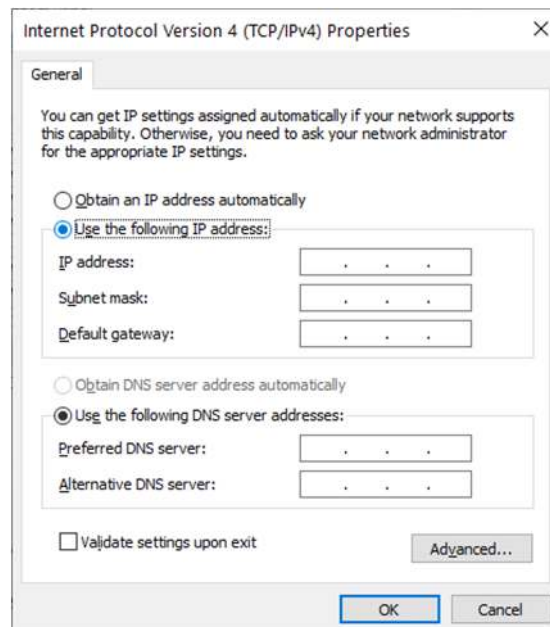 Internet Protocol Version 4 (TCP/IPv4) Properties
General
You can get IP settings assigned automatically if your network supports
this capability. Otherwise, you need to ask your network administrator
for the appropriate IP settings.
Obtain an IP address automatically
Use the following IP address:
IP address:
Subnet mask:
Default gateway:
Obtain DNS server address automatically
Use the following DNS server addresses:
Preferred DNS server:
Alternative DNS server:
Validate settings upon exit
Advanced...
OK Cancel